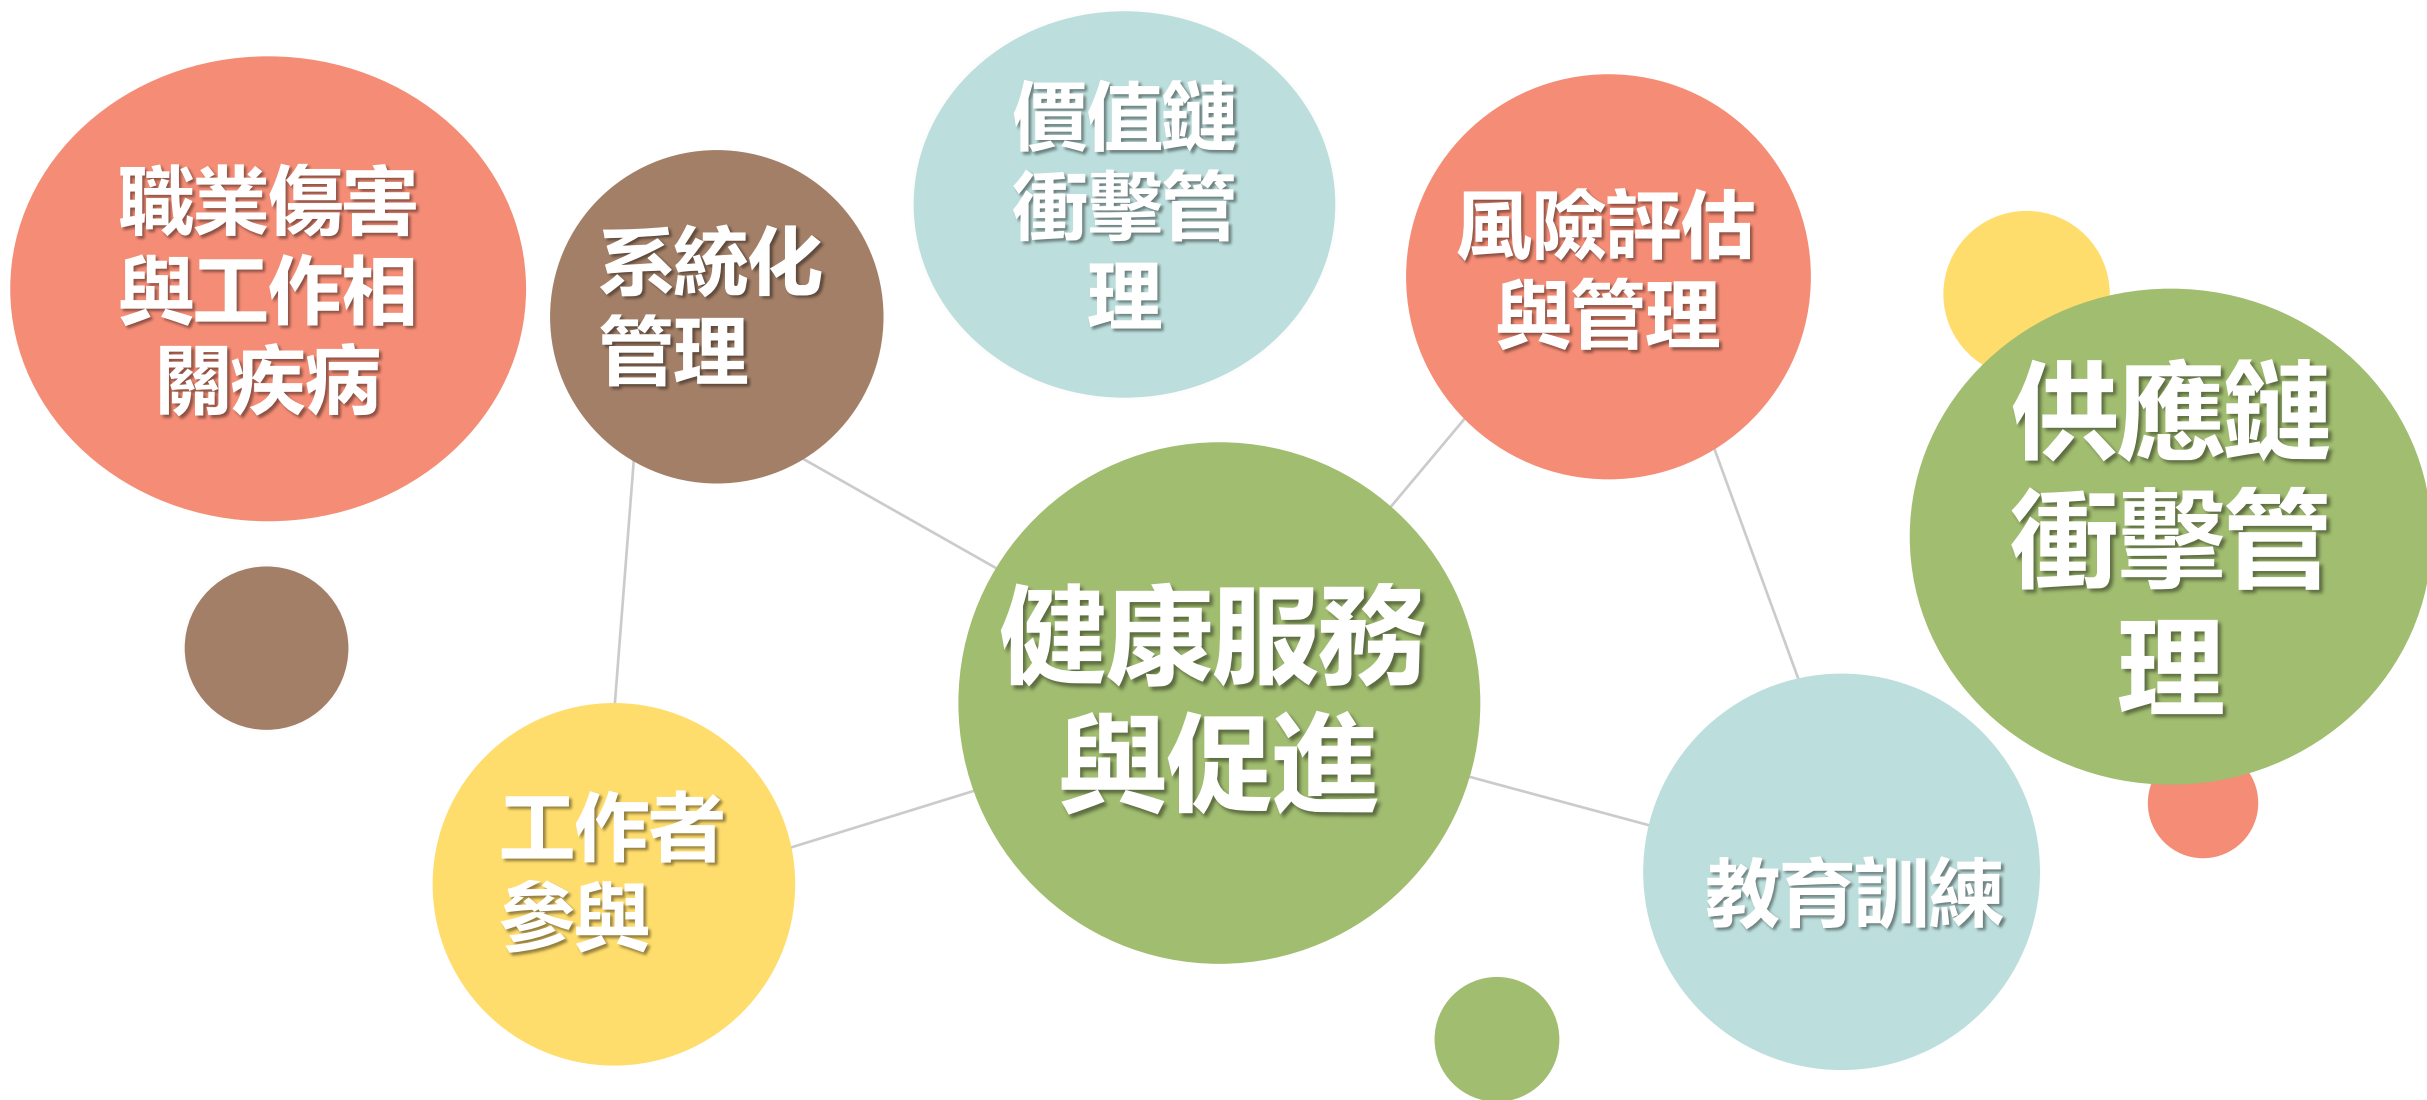 職業傷害
與工作相
關疾病
系統化
管理
價值鏈
衝擊管
理
風險評估
與管理
供應鏈
衝擊管
理
健康服務
與促進
工作者
參與
教育訓練